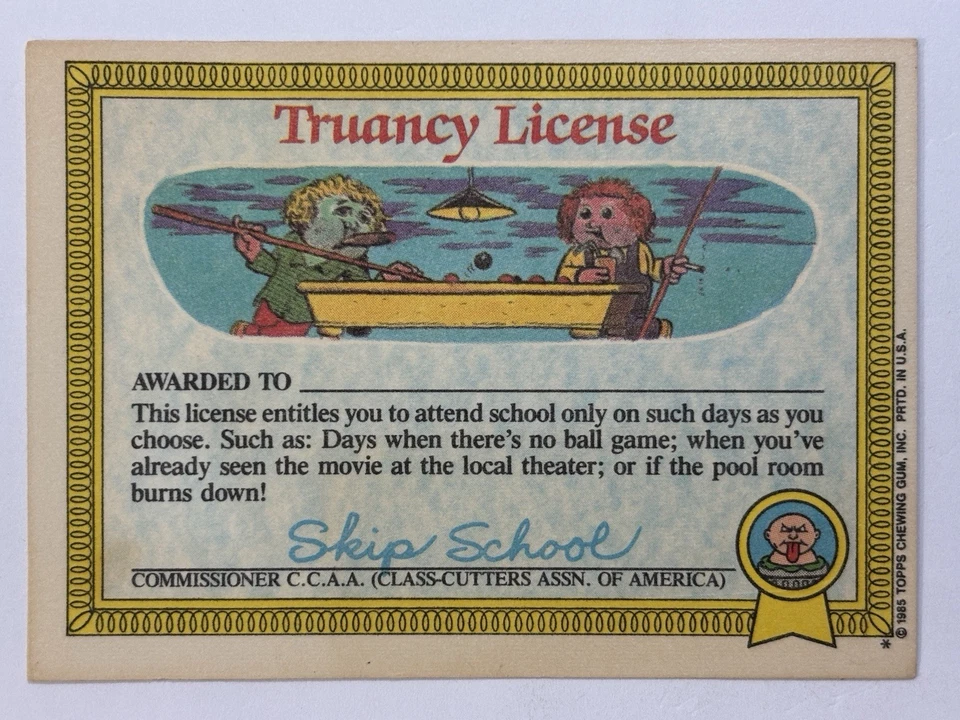 Truancy License
AWARDED TO
This license entitles you to attend school only on such days as you
choose. Such as: Days when there's no ball game; when you've
already seen the movie at the local theater; or if the pool room
burns down!
Skip School
COMMISSIONER C.C.A.A. (CLASS-CUTTERS ASSN. OF AMERICA)
* © 1985 TOPPS CHEWING GUM, INC. PRTD. IN U.S.A.